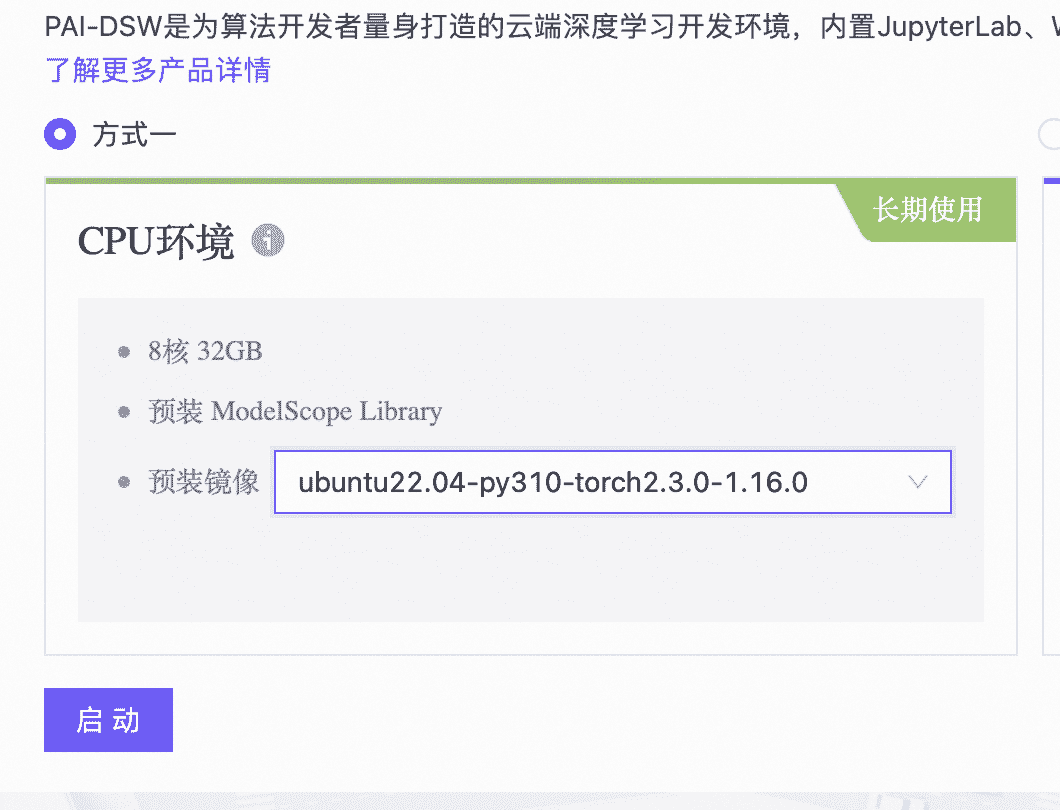 PAI-DSW是为算法开发者量身打造的云端深度学习开发环境，内置JupyterLab、
了解更多产品详情
方式一
长期使用
CPU环境
8核 32GB
预装 ModelScope Library
预装镜像 ubuntu22.04-py310-torch2.3.0-1.16.0
启动